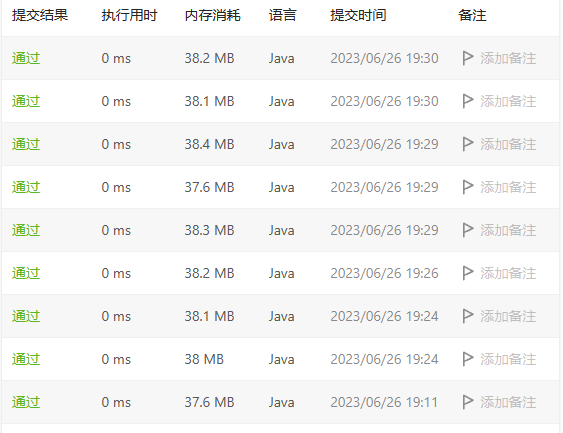 提交结果 执行用时 内存消耗 语言 提交时间 备注
通过 0 ms 38.2 MB Java 2023/06/26 19:30 添加备注
通过 0 ms 38.1 MB Java 2023/06/26 19:30 添加备注
通过 0 ms 38.4 MB Java 2023/06/26 19:29 添加备注
通过 0 ms 37.6 MB Java 2023/06/26 19:29 添加备注
通过 0 ms 38.3 MB Java 2023/06/26 19:29 添加备注
通过 0 ms 38.2 MB Java 2023/06/26 19:26 添加备注
通过 0 ms 38.1 MB Java 2023/06/26 19:24 添加备注
通过 0 ms 38 MB Java 2023/06/26 19:24 添加备注
通过 0 ms 37.6 MB Java 2023/06/26 19:11 添加备注